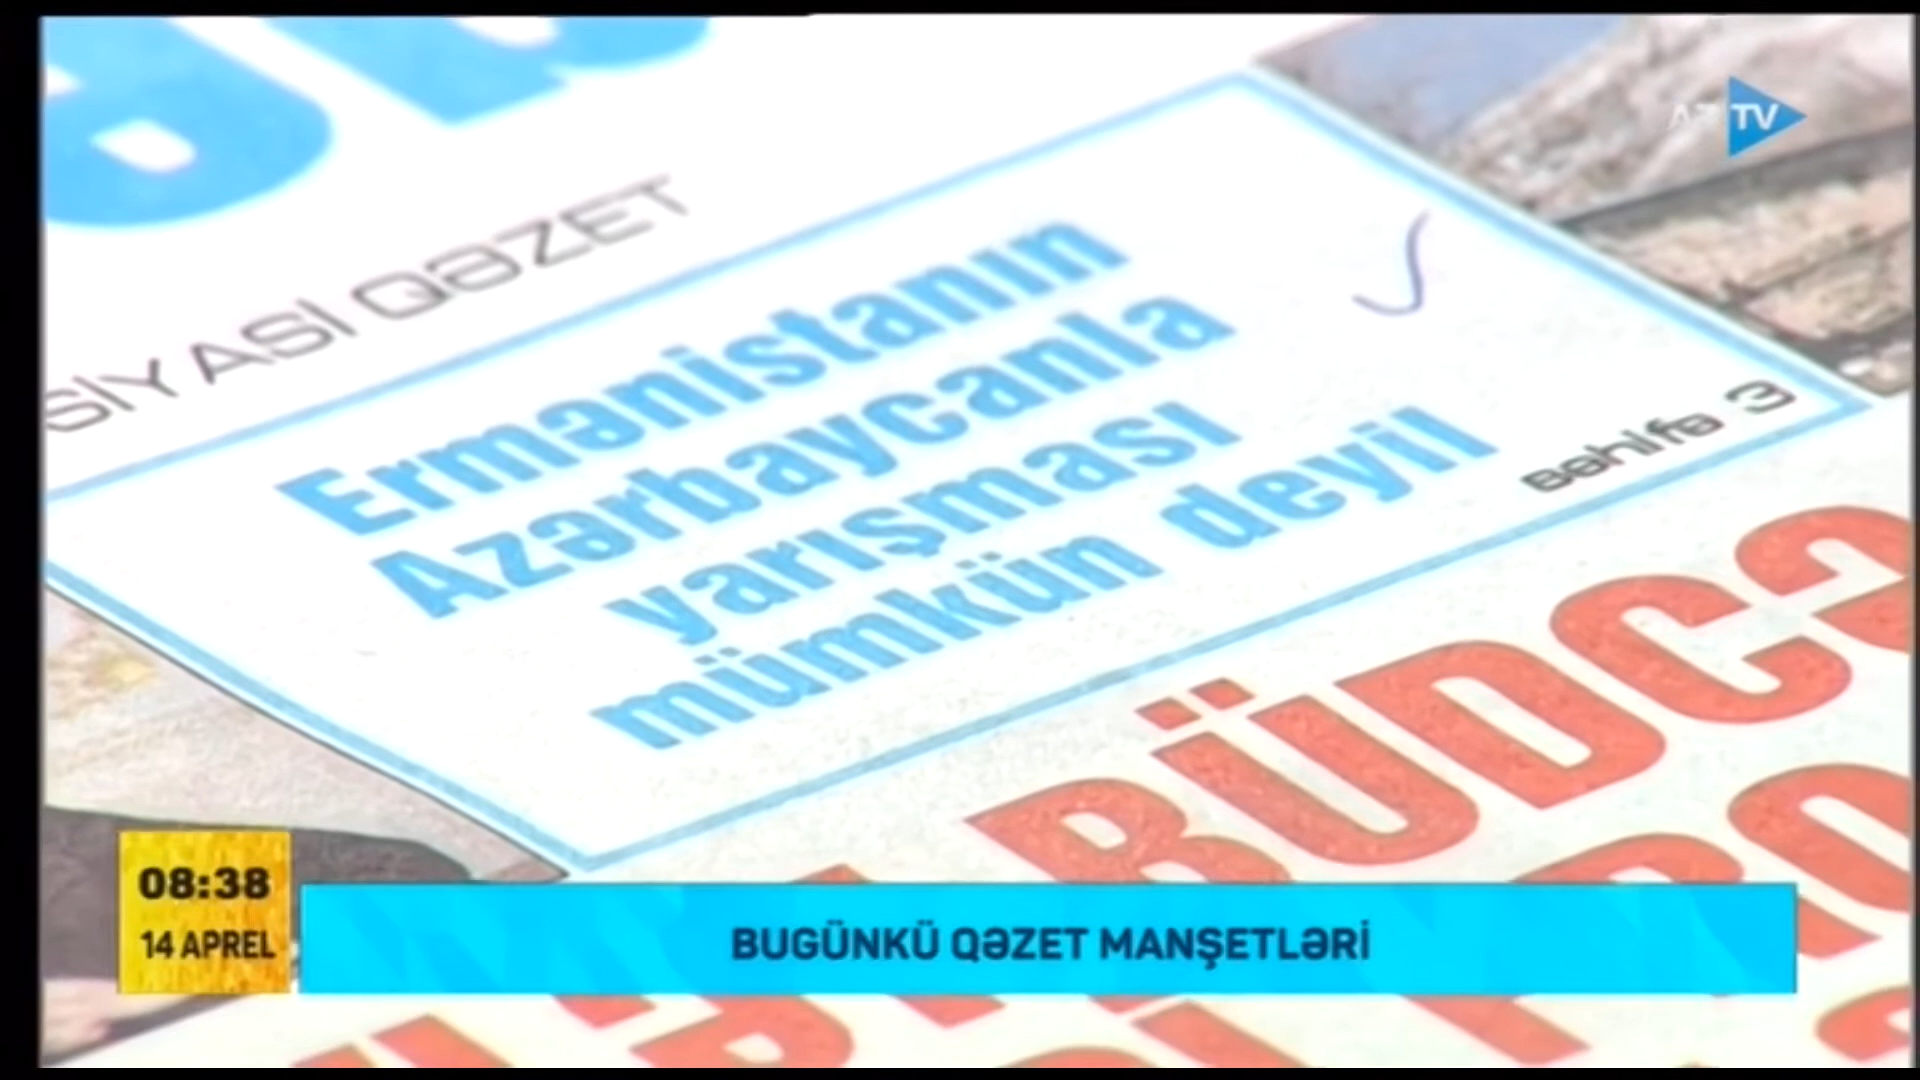 AZTV
SİYASİ QƏZET
Ermənistanın
Azərbaycanla
yarışması
mümkün deyil
səhifə 3
BÜDCƏ
08:38
14 APREL
BUGÜNKÜ QƏZET MANŞETLƏRİ